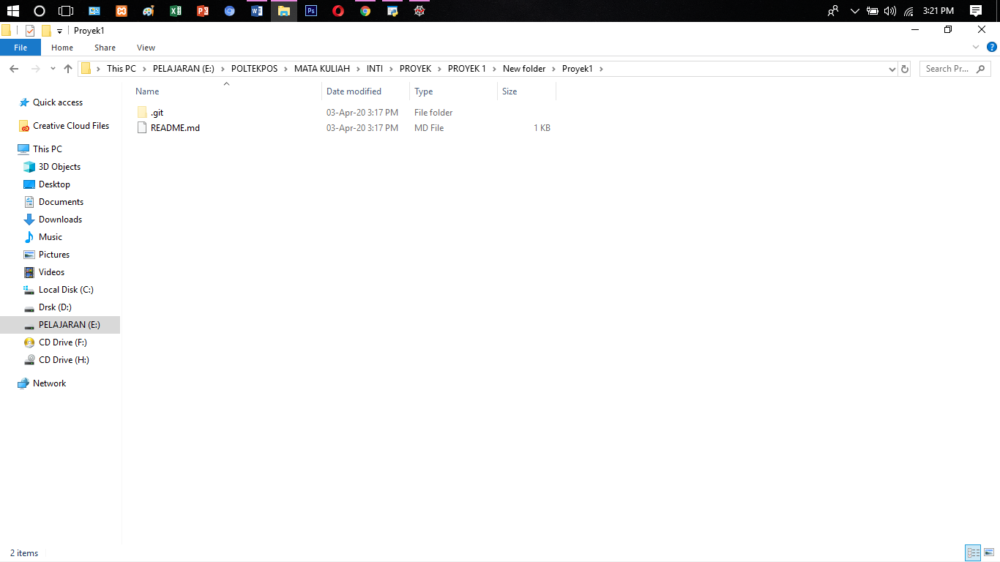 3:21 PM
Proyek1
File Home Share View
This PC PELAJARAN (E:) POLTEKPOS MATA KULIAH INTI PROYEK PROYEK 1 New folder Proyek1
Search Pr...
Name Date modified Type Size
.git 03-Apr-20 3:17 PM File folder
README.md 03-Apr-20 3:17 PM MD File 1 KB
Quick access
Creative Cloud Files
This PC
3D Objects
Desktop
Documents
Downloads
Music
Pictures
Videos
Local Disk (C:)
Drsk (D:)
PELAJARAN (E:)
CD Drive (F:)
CD Drive (H:)
Network
2 items